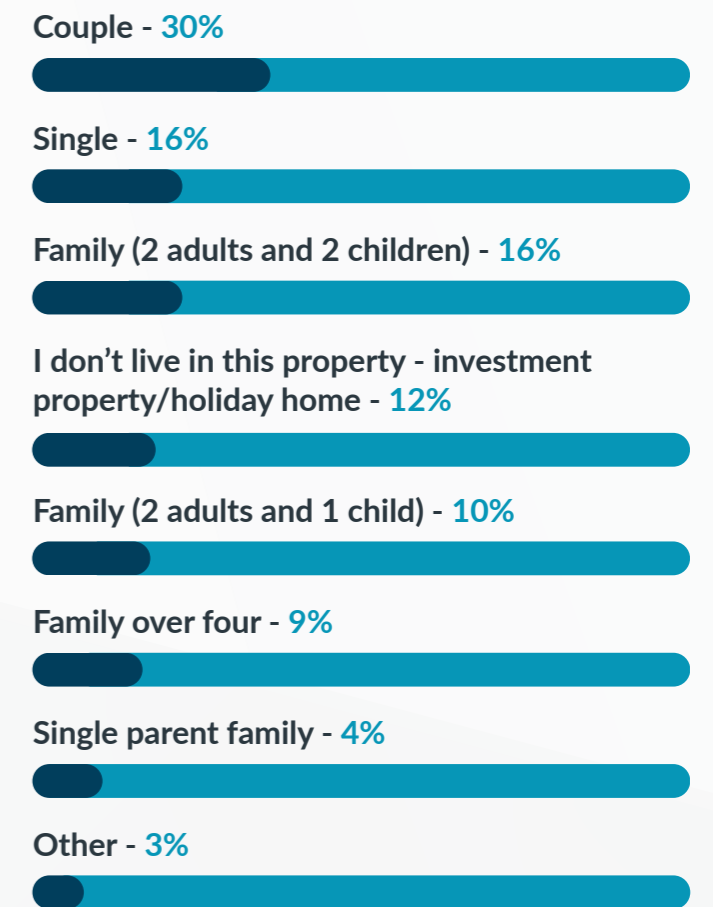 Couple - 30%
Single - 16%
Family (2 adults and 2 children) - 16%
I don’t live in this property - investment
property/holiday home - 12%
Family (2 adults and 1 child) - 10%
Family over four - 9%
Single parent family - 4%
Other - 3%